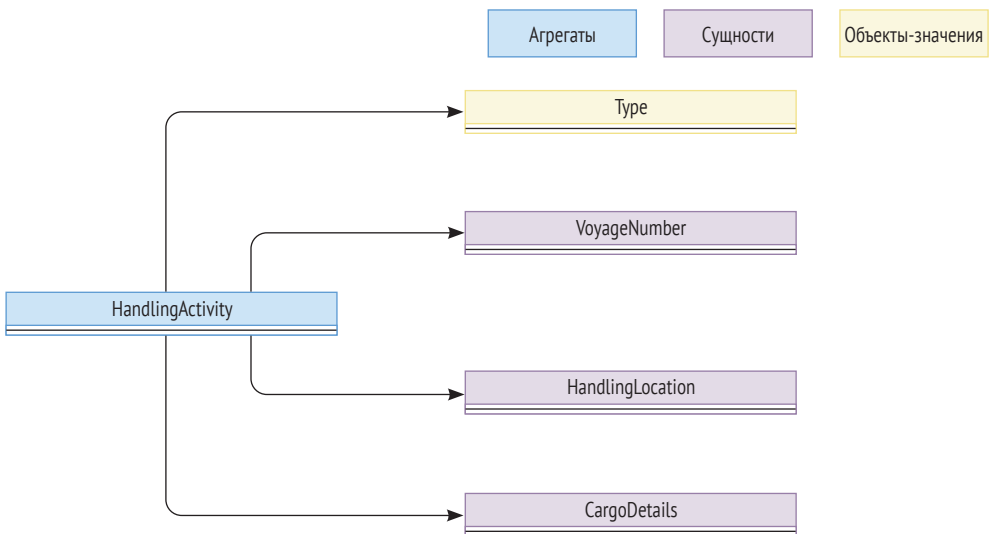 Агрегаты
Сущности
Объекты-значения
Type
VoyageNumber
HandlingActivity
HandlingLocation
CargoDetails